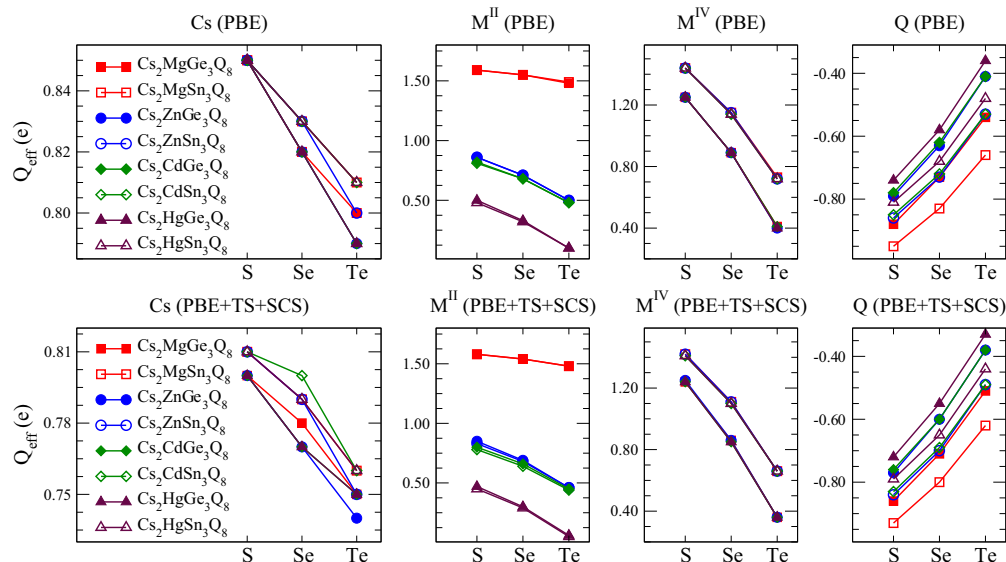 Cs (PBE)
M^II (PBE)
M^IV (PBE)
Q (PBE)
Q_eff (e)
0.84
0.82
0.80
Cs₂MgGe₃Q₈
Cs₂MgSn₃Q₈
Cs₂ZnGe₃Q₈
Cs₂ZnSn₃Q₈
Cs₂CdGe₃Q₈
Cs₂CdSn₃Q₈
Cs₂HgGe₃Q₈
Cs₂HgSn₃Q₈
S Se Te
1.50
1.00
0.50
S Se Te
1.20
0.80
0.40
S Se Te
-0.40
-0.60
-0.80
S Se Te
Cs (PBE+TS+SCS)
M^II (PBE+TS+SCS)
M^IV (PBE+TS+SCS)
Q (PBE+TS+SCS)
Q_eff (e)
0.81
0.78
0.75
Cs₂MgGe₃Q₈
Cs₂MgSn₃Q₈
Cs₂ZnGe₃Q₈
Cs₂ZnSn₃Q₈
Cs₂CdGe₃Q₈
Cs₂CdSn₃Q₈
Cs₂HgGe₃Q₈
Cs₂HgSn₃Q₈
S Se Te
1.50
1.00
0.50
S Se Te
1.20
0.80
0.40
S Se Te
-0.40
-0.60
-0.80
S Se Te